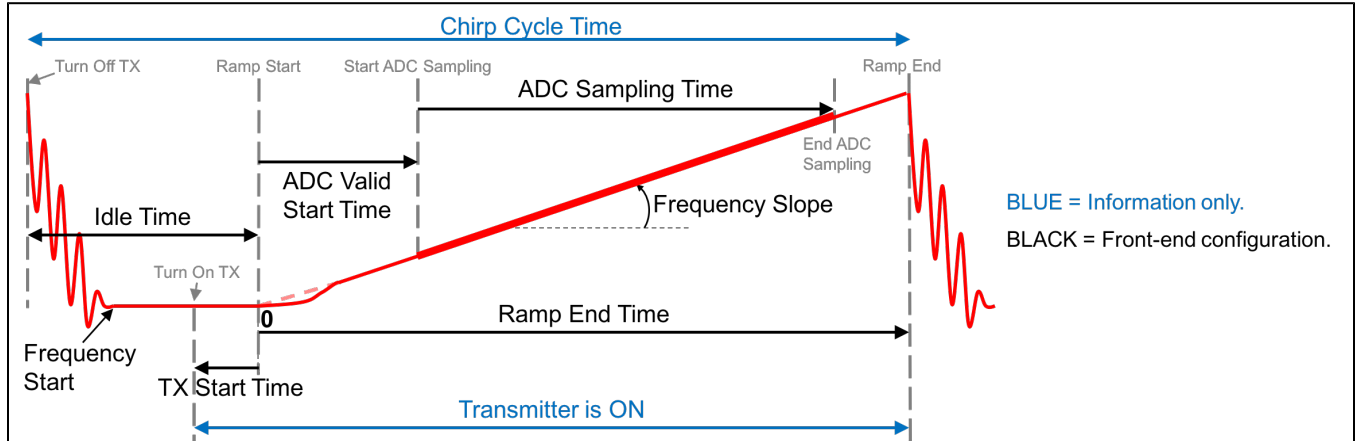 Chirp Cycle Time
Turn Off TX
Ramp Start
Start ADC Sampling
Ramp End
ADC Sampling Time
End ADC
Sampling
ADC Valid
Start Time
Idle Time
Frequency Slope
BLUE = Information only.
BLACK = Front-end configuration.
Turn On TX
0
Ramp End Time
Frequency
Start
TX Start Time
Transmitter is ON